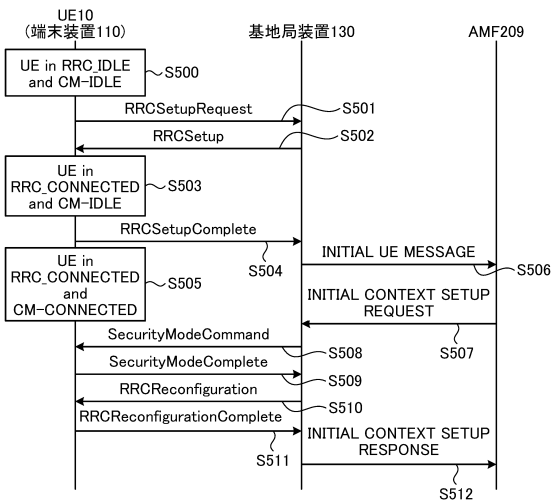 UE10
(端末装置110)
基地局装置130
AMF209
UE in RRC_IDLE
and CM-IDLE
S500
RRCSetupRequest
S501
RRCSetup
S502
UE in
RRC_CONNECTED
and CM-IDLE
S503
RRCSetupComplete
S504
UE in
RRC_CONNECTED
and
CM-CONNECTED
S505
INITIAL UE MESSAGE
S506
INITIAL CONTEXT SETUP
REQUEST
S507
SecurityModeCommand
S508
SecurityModeComplete
S509
RRCReconfiguration
S510
RRCReconfigurationComplete
S511
INITIAL CONTEXT SETUP
RESPONSE
S512